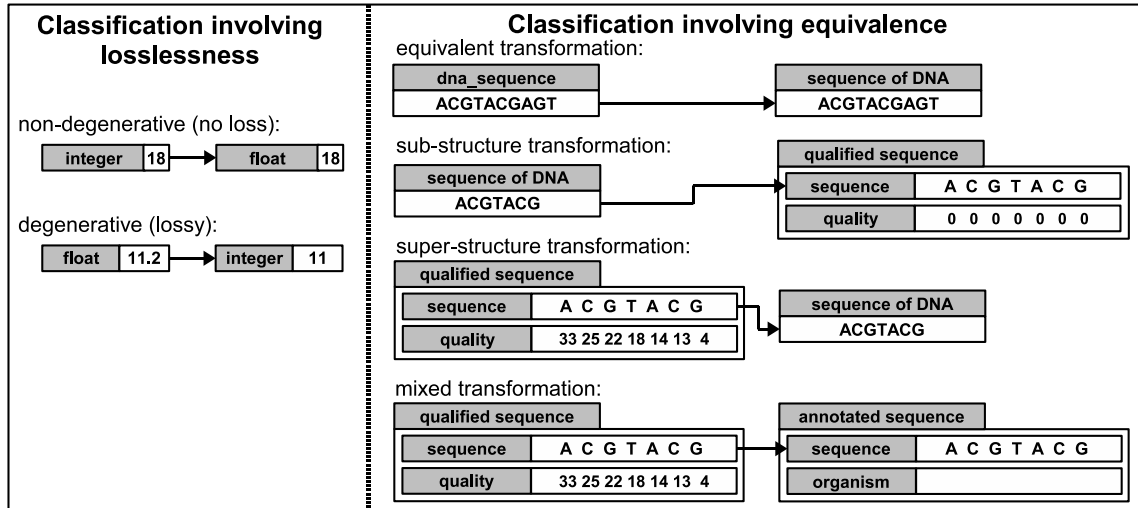 Classification involving
losslessness
non-degenerative (no loss):
integer 18 float 18
degenerative (lossy):
float 11.2 integer 11
Classification involving equivalence
equivalent transformation:
dna_sequence sequence of DNA
ACGTACGAGT ACGTACGAGT
sub-structure transformation:
sequence of DNA
ACGTACG
qualified sequence
sequence A C G T A C G
quality 0 0 0 0 0 0 0
super-structure transformation:
qualified sequence
sequence A C G T A C G
quality 33 25 22 18 14 13 4
sequence of DNA
ACGTACG
mixed transformation:
qualified sequence
sequence A C G T A C G
quality 33 25 22 18 14 13 4
annotated sequence
sequence A C G T A C G
organism